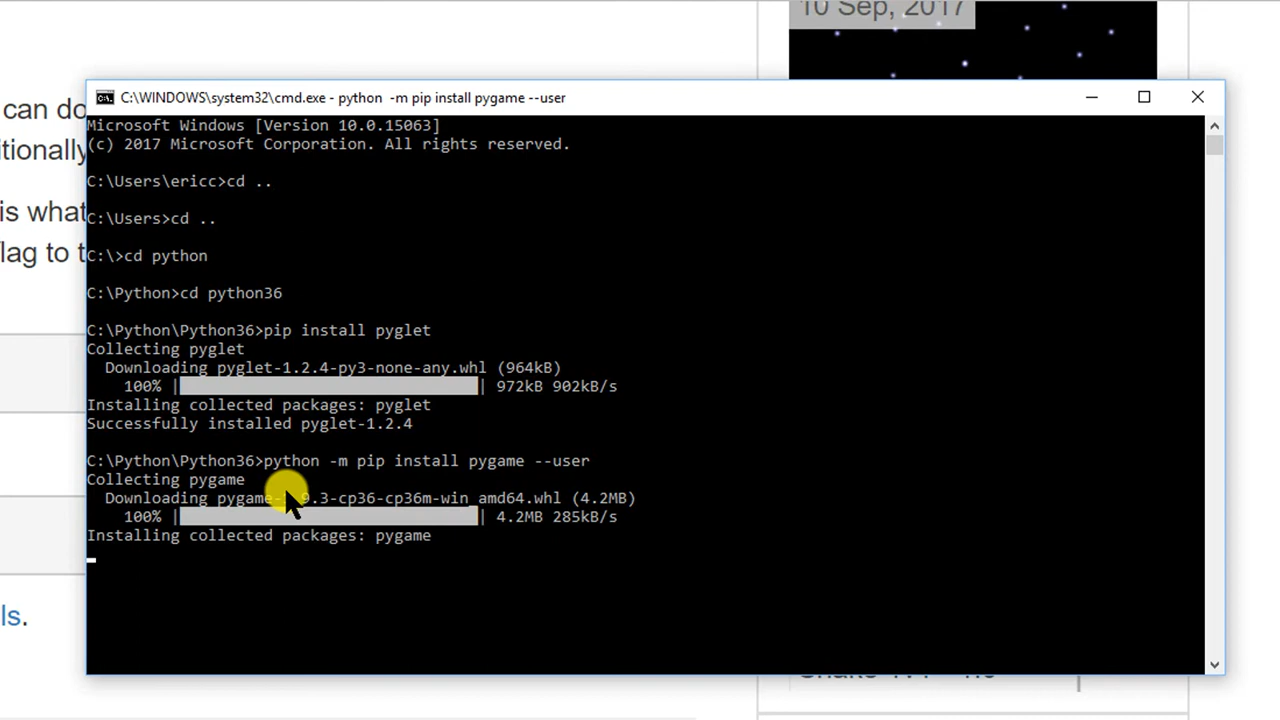 10 Sep, 2017
can do
itionally
is what
lag to t
ls.
C:\WINDOWS\system32\cmd.exe - python -m pip install pygame --user
Microsoft Windows [Version 10.0.15063]
(c) 2017 Microsoft Corporation. All rights reserved.
C:\Users\ericc>cd ..
C:\Users>cd ..
C:\>cd python
C:\Python>cd python36
C:\Python\Python36>pip install pyglet
Collecting pyglet
Downloading pyglet-1.2.4-py3-none-any.whl (964kB)
100% | | 972kB 902kB/s
Installing collected packages: pyglet
Successfully installed pyglet-1.2.4
C:\Python\Python36>python -m pip install pygame --user
Collecting pygame
Downloading pygame- 9.3-cp36-cp36m-win_amd64.whl (4.2MB)
100% | | 4.2MB 285kB/s
Installing collected packages: pygame